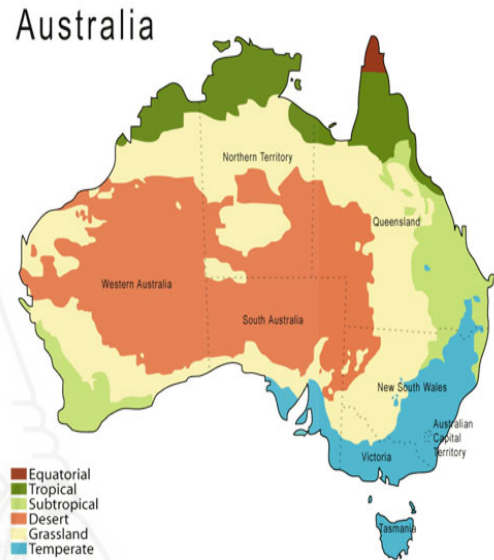 Australia
Northern Territory
Queensland
Western Australia
South Australia
New South Wales
Australian
Capital
Territory
Victoria
Tasmania
Equatorial
Tropical
Subtropical
Desert
Grassland
Temperate